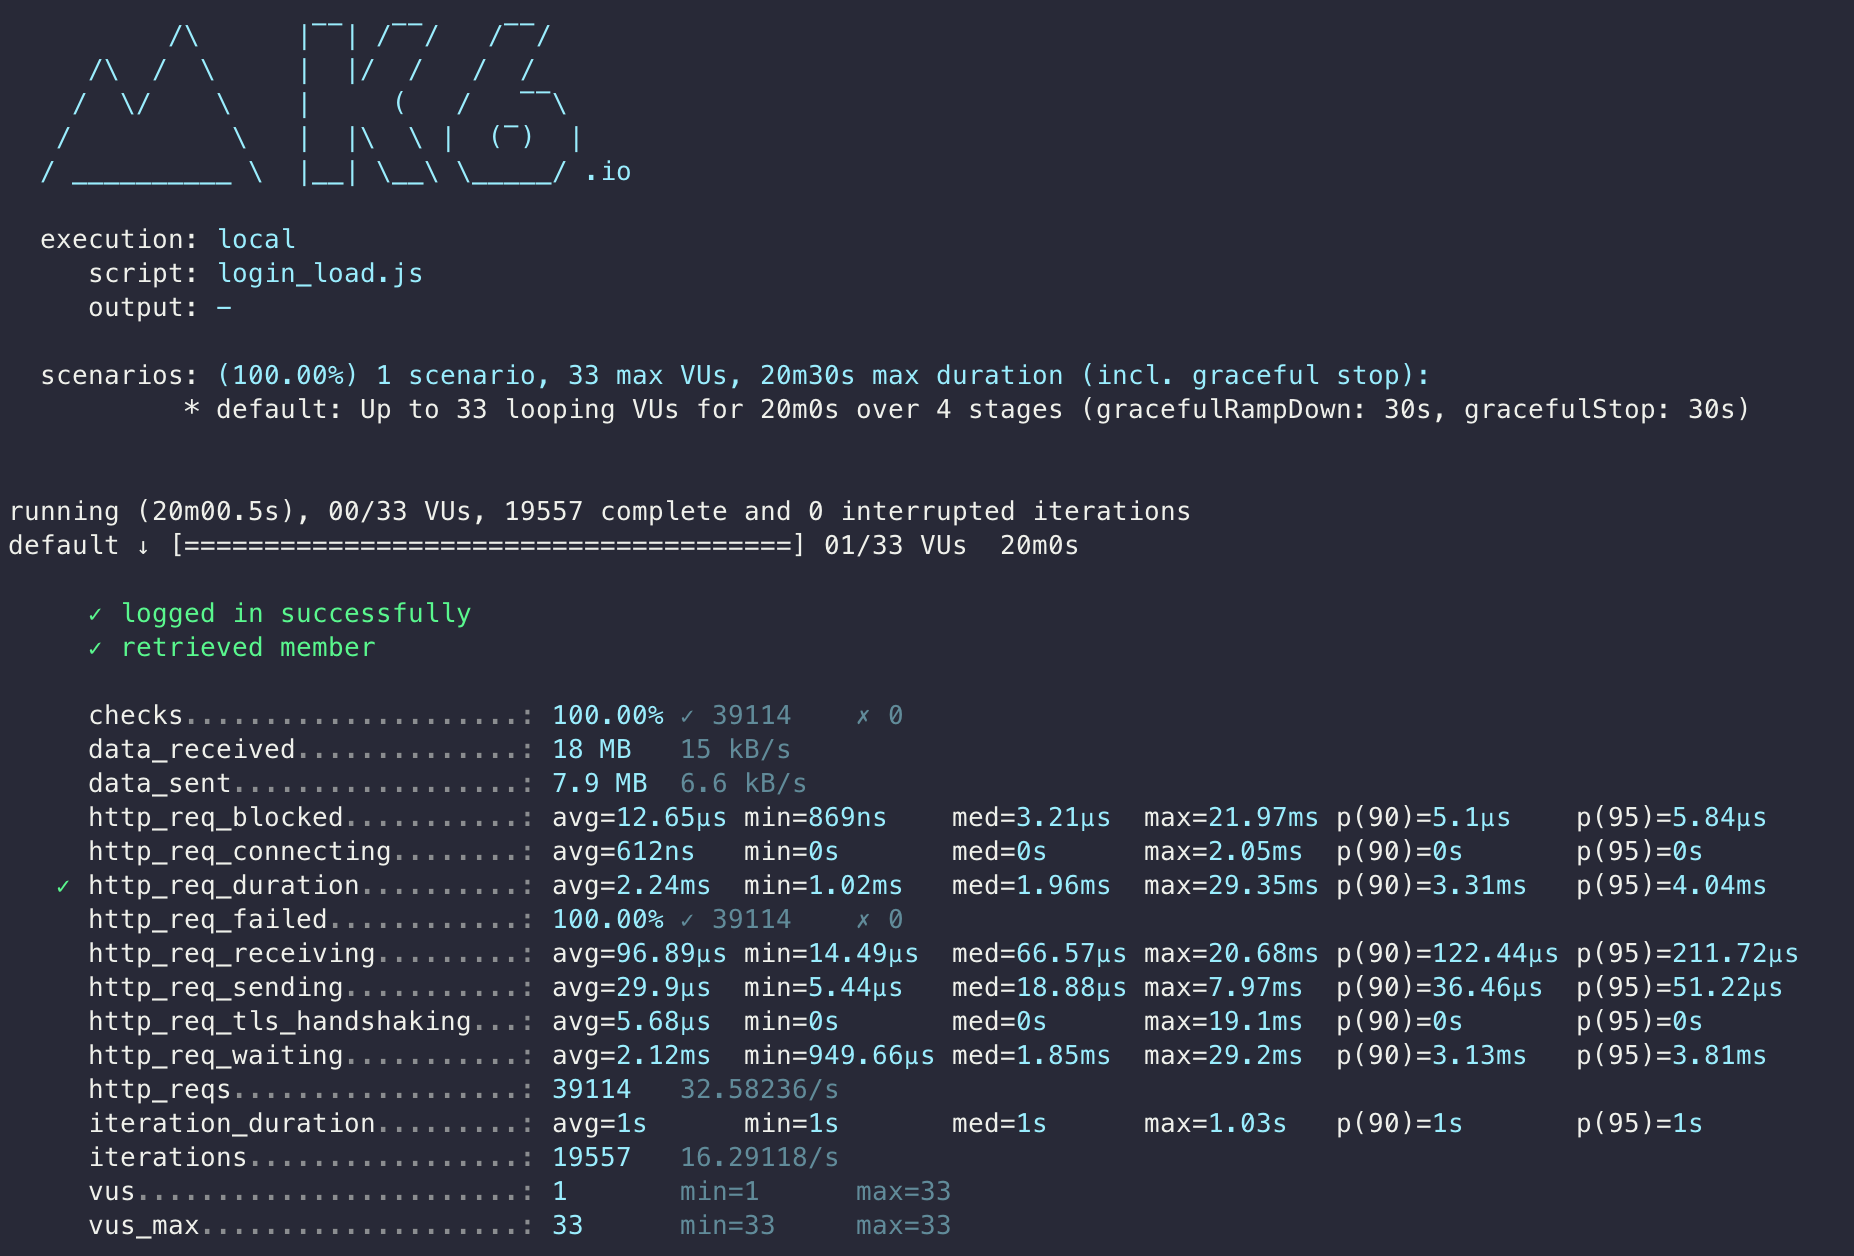 /\      |‾‾| /‾‾/   /‾‾/
     /\  /  \     |  |/  /   /  /
    /  \/    \    |     (   /   ‾‾\
   /          \   |  |\  \ |  (‾)  |
  / __________ \  |__| \__\ \_____/ .io

  execution: local
     script: login_load.js
     output: -

  scenarios: (100.00%) 1 scenario, 33 max VUs, 20m30s max duration (incl. graceful stop):
           * default: Up to 33 looping VUs for 20m0s over 4 stages (gracefulRampDown: 30s, gracefulStop: 30s)

running (20m00.5s), 00/33 VUs, 19557 complete and 0 interrupted iterations
default ↓ [======================================] 01/33 VUs  20m0s

     ✓ logged in successfully
     ✓ retrieved member

     checks.....................: 100.00% ✓ 39114    ✗ 0
     data_received..............: 18 MB   15 kB/s
     data_sent..................: 7.9 MB  6.6 kB/s
     http_req_blocked...........: avg=12.65µs min=869ns    med=3.21µs  max=21.97ms p(90)=5.1µs    p(95)=5.84µs
     http_req_connecting........: avg=612ns   min=0s       med=0s      max=2.05ms  p(90)=0s       p(95)=0s
   ✓ http_req_duration..........: avg=2.24ms  min=1.02ms   med=1.96ms  max=29.35ms p(90)=3.31ms   p(95)=4.04ms
     http_req_failed............: 100.00% ✓ 39114    ✗ 0
     http_req_receiving.........: avg=96.89µs min=14.49µs  med=66.57µs max=20.68ms p(90)=122.44µs p(95)=211.72µs
     http_req_sending...........: avg=29.9µs  min=5.44µs   med=18.88µs max=7.97ms  p(90)=36.46µs  p(95)=51.22µs
     http_req_tls_handshaking...: avg=5.68µs  min=0s       med=0s      max=19.1ms  p(90)=0s       p(95)=0s
     http_req_waiting...........: avg=2.12ms  min=949.66µs med=1.85ms  max=29.2ms  p(90)=3.13ms   p(95)=3.81ms
     http_reqs..................: 39114   32.58236/s
     iteration_duration.........: avg=1s      min=1s       med=1s      max=1.03s   p(90)=1s       p(95)=1s
     iterations.................: 19557   16.29118/s
     vus........................: 1       min=1      max=33
     vus_max....................: 33      min=33     max=33